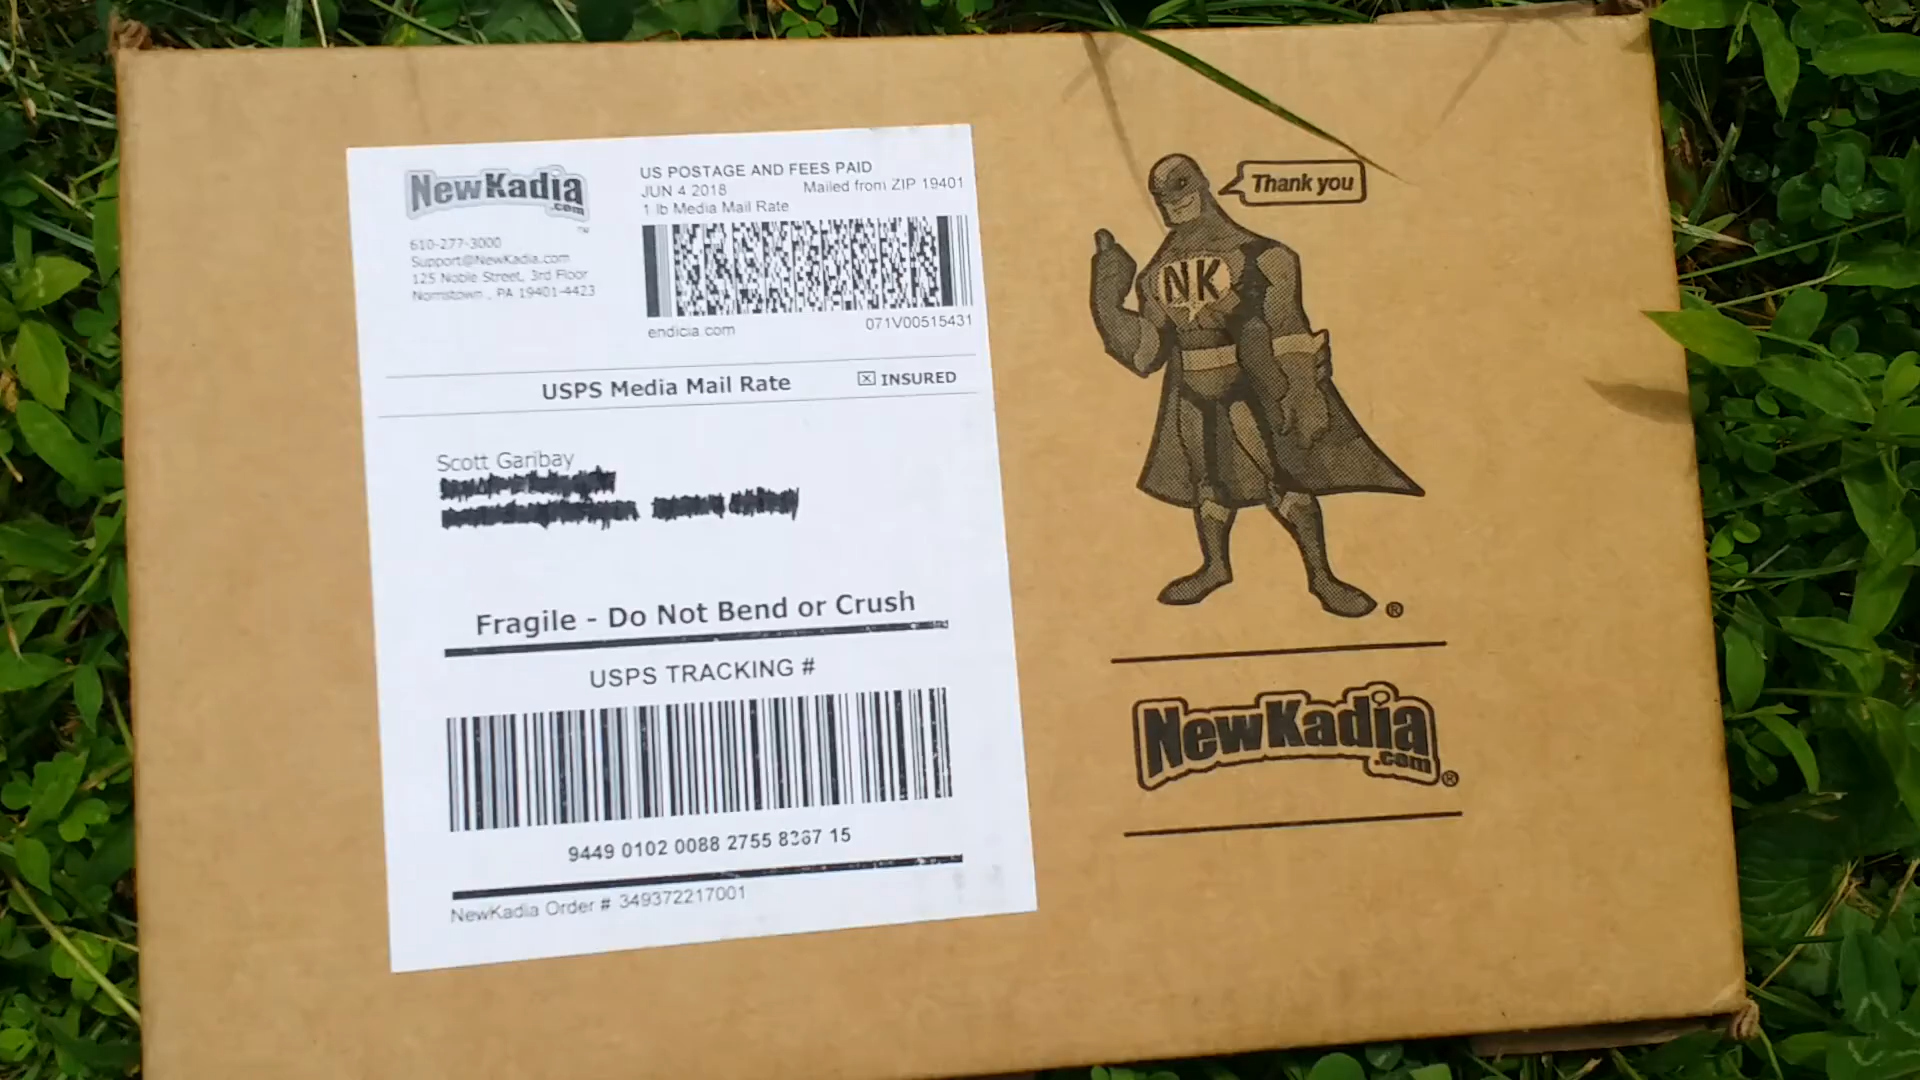 NewKadia
.com
TM
610-277-3000
Support@NewKadia.com
125 Noble Street, 3rd Floor
Norristown , PA 19401-4423
US POSTAGE AND FEES PAID
JUN 4 2018 Mailed from ZIP 19401
1 lb Media Mail Rate
endicia.com 071V00515431
USPS Media Mail Rate ☒ INSURED
Scott Garibay
Fragile - Do Not Bend or Crush
USPS TRACKING #
9449 0102 0088 2755 8367 15
NewKadia Order # 349372217001
Thank you
NK
®
NewKadia
.com ®